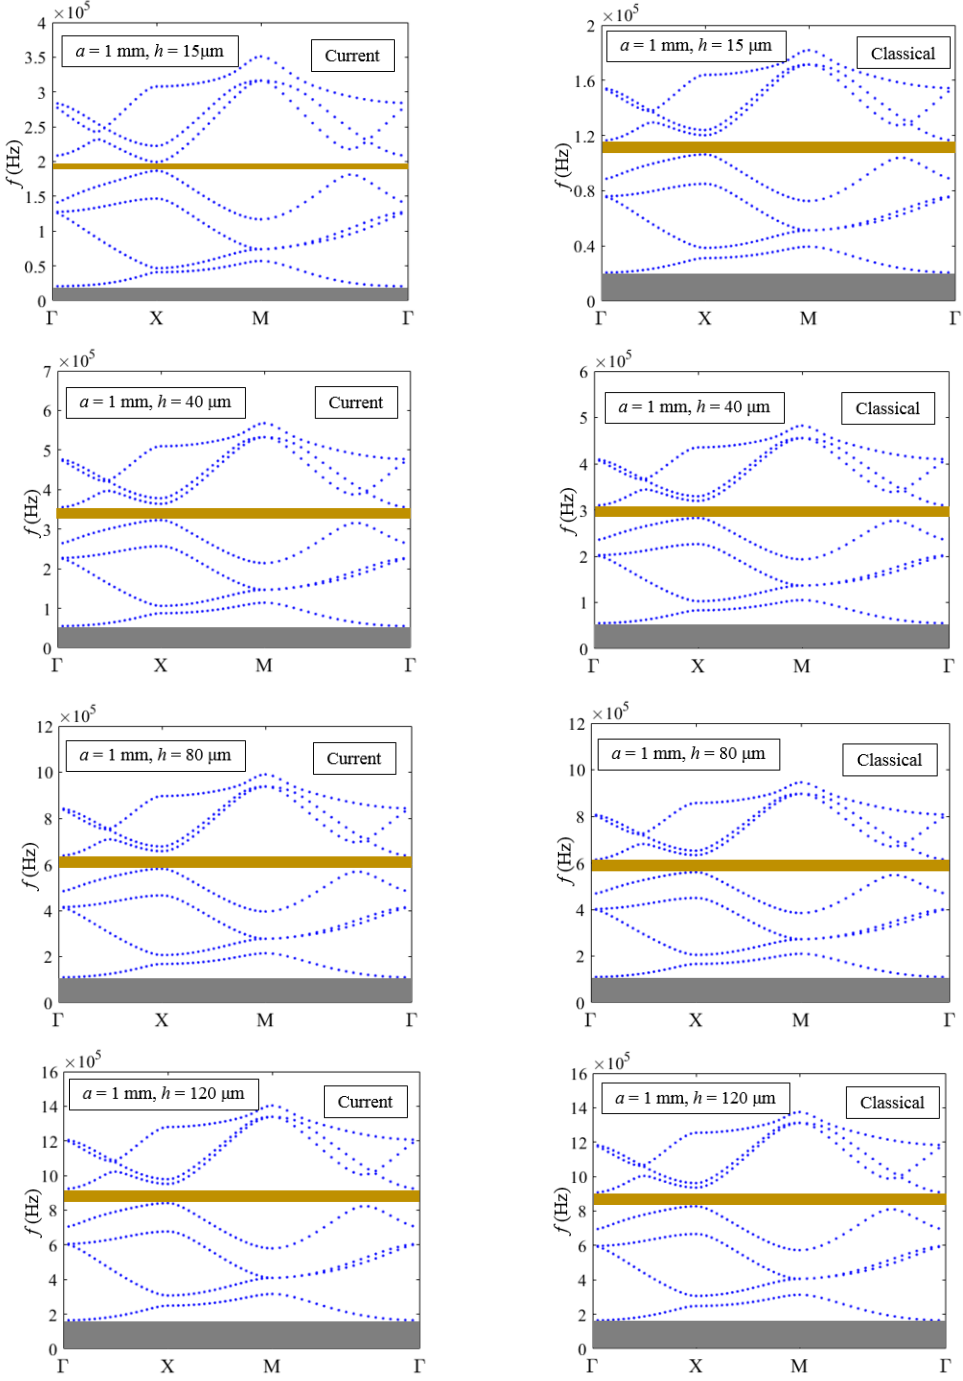 ×10⁵
4
3.5
3
2.5
2
1.5
1
0.5
0
f (Hz)
a = 1 mm, h = 15μm
Current
Γ X M Γ
2
×10⁵
1.6
1.2
0.8
0.4
0
f (Hz)
a = 1 mm, h = 15 μm
Classical
Γ X M Γ
7
×10⁵
6
5
4
3
2
1
0
f (Hz)
a = 1 mm, h = 40 μm
Current
Γ X M Γ
6
×10⁵
5
4
3
2
1
0
f (Hz)
a = 1 mm, h = 40 μm
Classical
Γ X M Γ
12
×10⁵
10
8
6
4
2
0
f (Hz)
a = 1 mm, h = 80 μm
Current
Γ X M Γ
12
×10⁵
10
8
6
4
2
0
f (Hz)
a = 1 mm, h = 80 μm
Classical
Γ X M Γ
16
×10⁵
14
12
10
8
6
4
2
0
f (Hz)
a = 1 mm, h = 120 μm
Current
Γ X M Γ
16
×10⁵
14
12
10
8
6
4
2
0
f (Hz)
a = 1 mm, h = 120 μm
Classical
Γ X M Γ